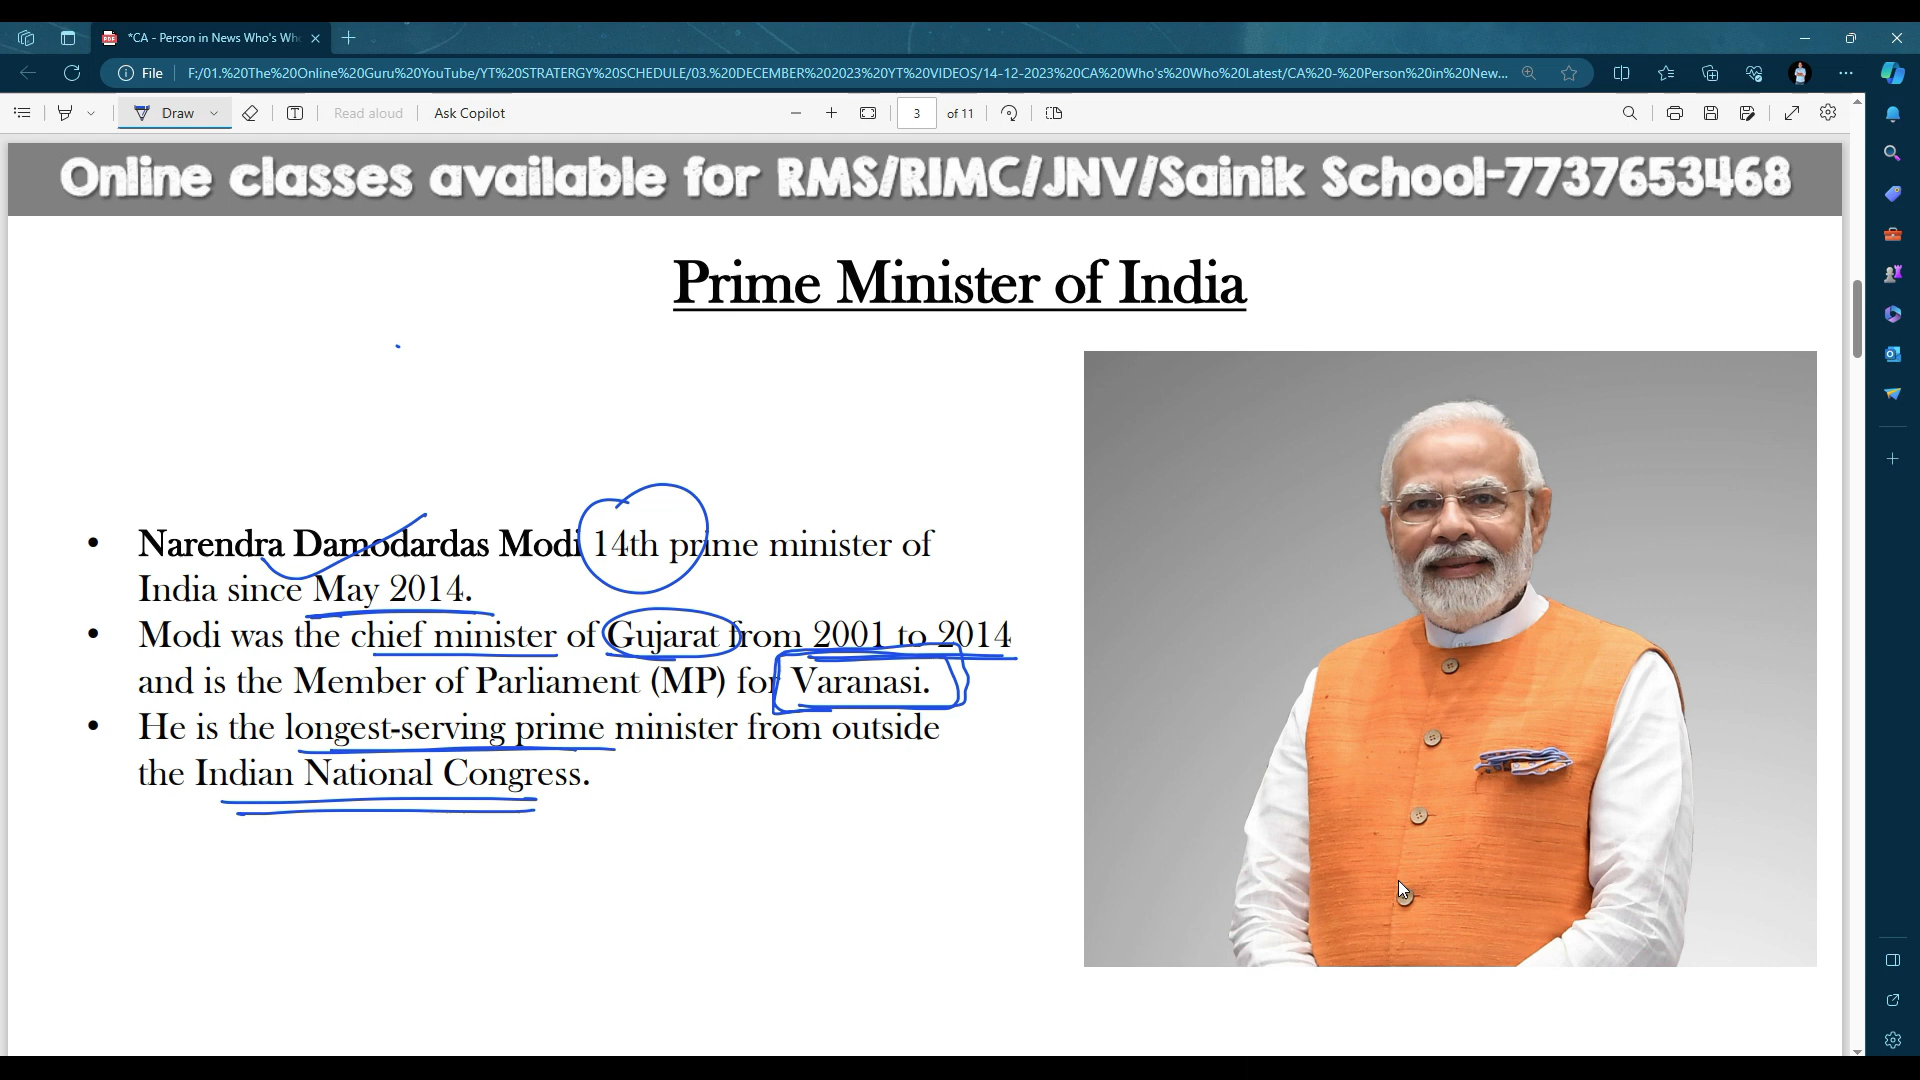 *CA - Person in News Who's Who
File
F:/01.%20The%20Online%20Guru%20YouTube/YT%20STRATERGY%20SCHEDULE/03.%20DECEMBER%202023%20YT%20VIDEOS/14-12-2023%20CA%20Who's%20Who%20Latest/CA%20-%20Person%20in%20New...
Draw
Read aloud
Ask Copilot
3
of 11
Online classes available for RMS/RIMC/JNV/Sainik School-7737653468
Prime Minister of India
• Narendra Damodardas Modi 14th prime minister of
India since May 2014.
• Modi was the chief minister of Gujarat from 2001 to 2014
and is the Member of Parliament (MP) for Varanasi.
• He is the longest-serving prime minister from outside
the Indian National Congress.